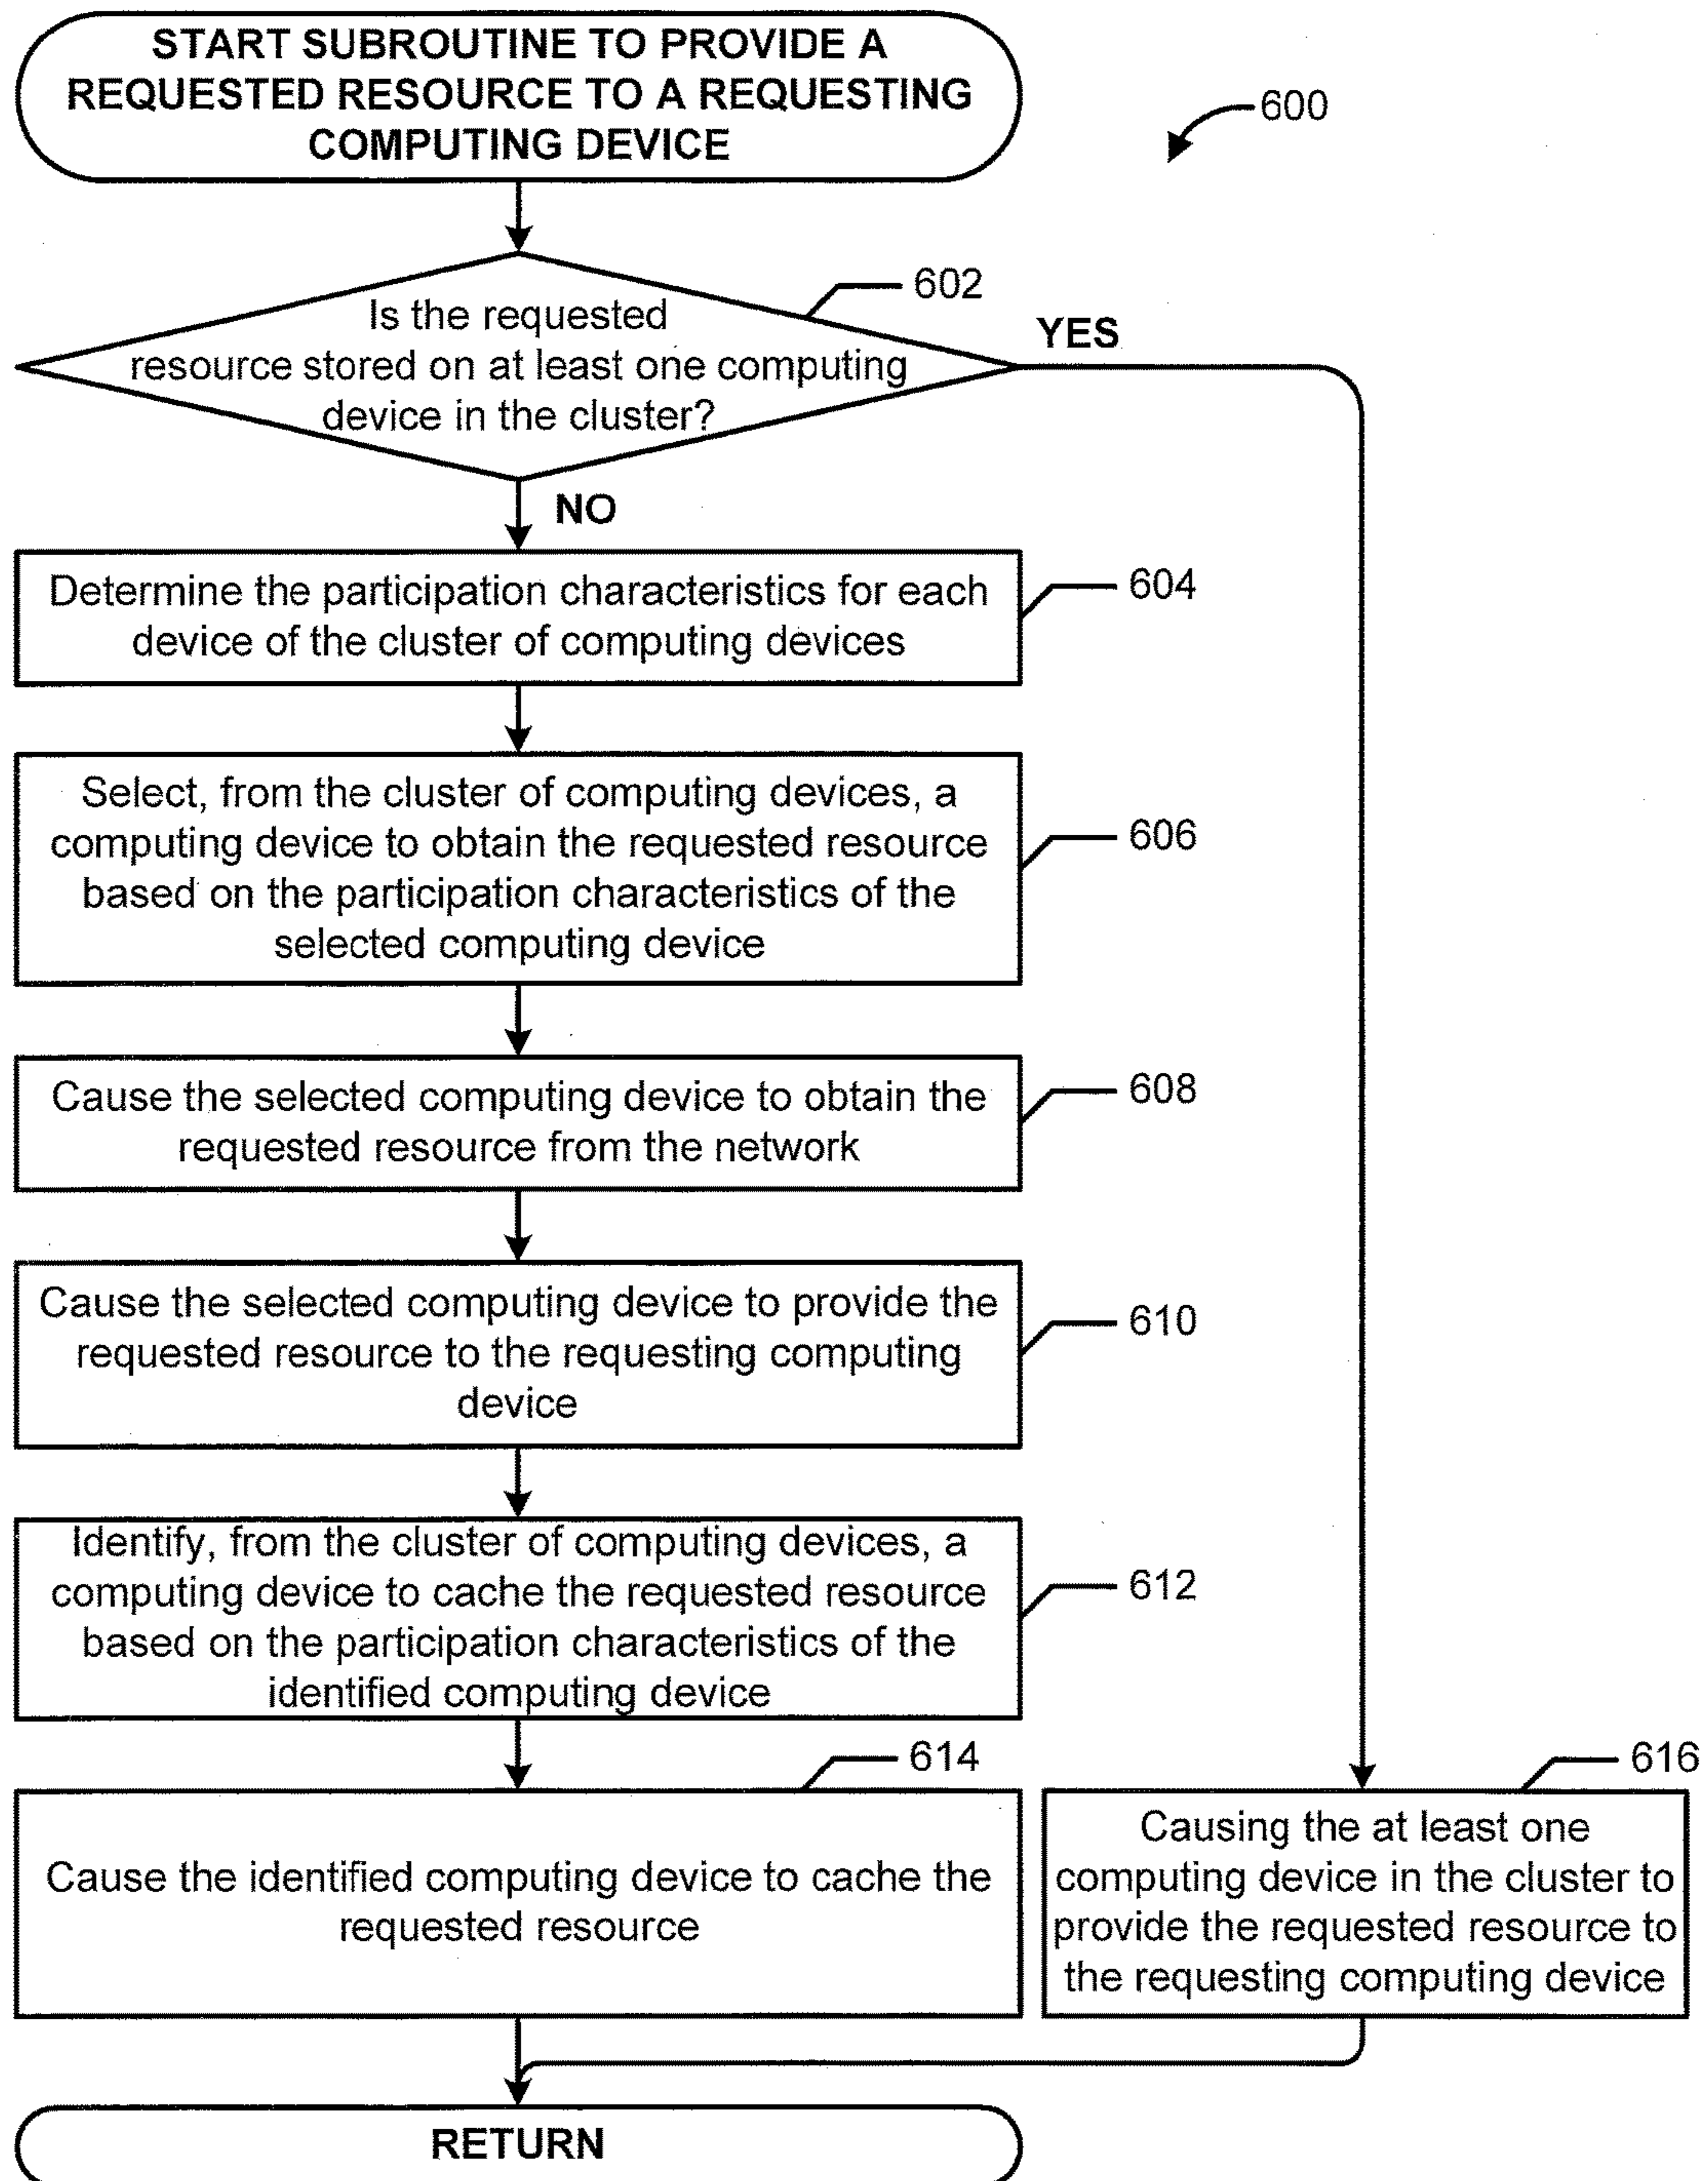 START SUBROUTINE TO PROVIDE A
REQUESTED RESOURCE TO A REQUESTING
COMPUTING DEVICE
600
602
Is the requested
resource stored on at least one computing
device in the cluster?
YES
NO
Determine the participation characteristics for each
device of the cluster of computing devices
604
Select, from the cluster of computing devices, a
computing device to obtain the requested resource
based on the participation characteristics of the
selected computing device
606
Cause the selected computing device to obtain the
requested resource from the network
608
Cause the selected computing device to provide the
requested resource to the requesting computing
device
610
Identify, from the cluster of computing devices, a
computing device to cache the requested resource
based on the participation characteristics of the
identified computing device
612
614
Cause the identified computing device to cache the
requested resource
616
Causing the at least one
computing device in the cluster to
provide the requested resource to
the requesting computing device
RETURN